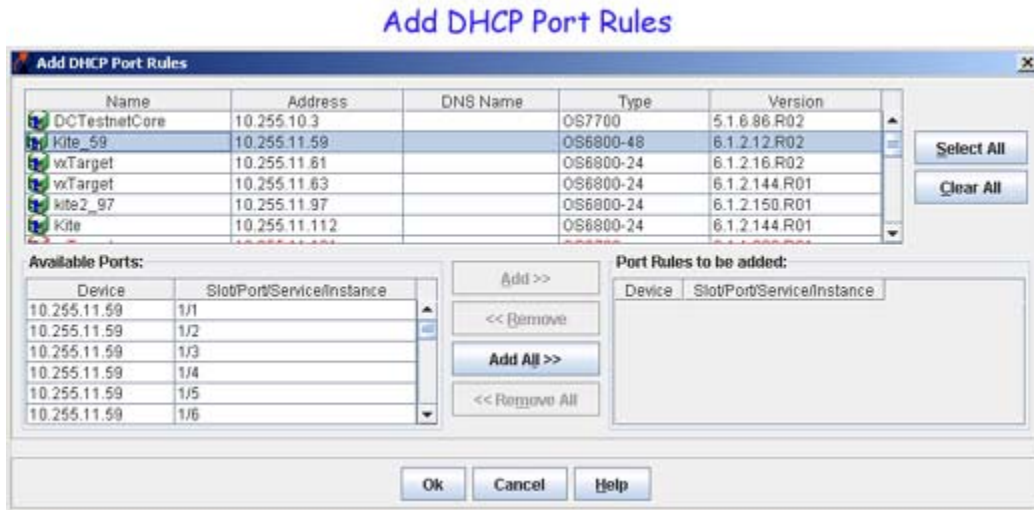 Add DHCP Port Rules
Add DHCP Port Rules
Name Address DNS Name Type Version
DCTestnetCore 10.255.10.3 OS7700 5.1.6.86.R02
Kite_59 10.255.11.59 OS6800-48 6.1.2.12.R02
vxTarget 10.255.11.61 OS6800-24 6.1.2.16.R02
vxTarget 10.255.11.63 OS6800-24 6.1.2.144.R01
kite2_97 10.255.11.97 OS6800-24 6.1.2.150.R01
Kite 10.255.11.112 OS6800-24 6.1.2.144.R01
Select All
Clear All
Available Ports:
Device Slot/Port/Service/Instance
10.255.11.59 1/1
10.255.11.59 1/2
10.255.11.59 1/3
10.255.11.59 1/4
10.255.11.59 1/5
10.255.11.59 1/6
Add >>
<< Remove
Add All >>
<< Remove All
Port Rules to be added:
Device Slot/Port/Service/Instance
Ok Cancel Help